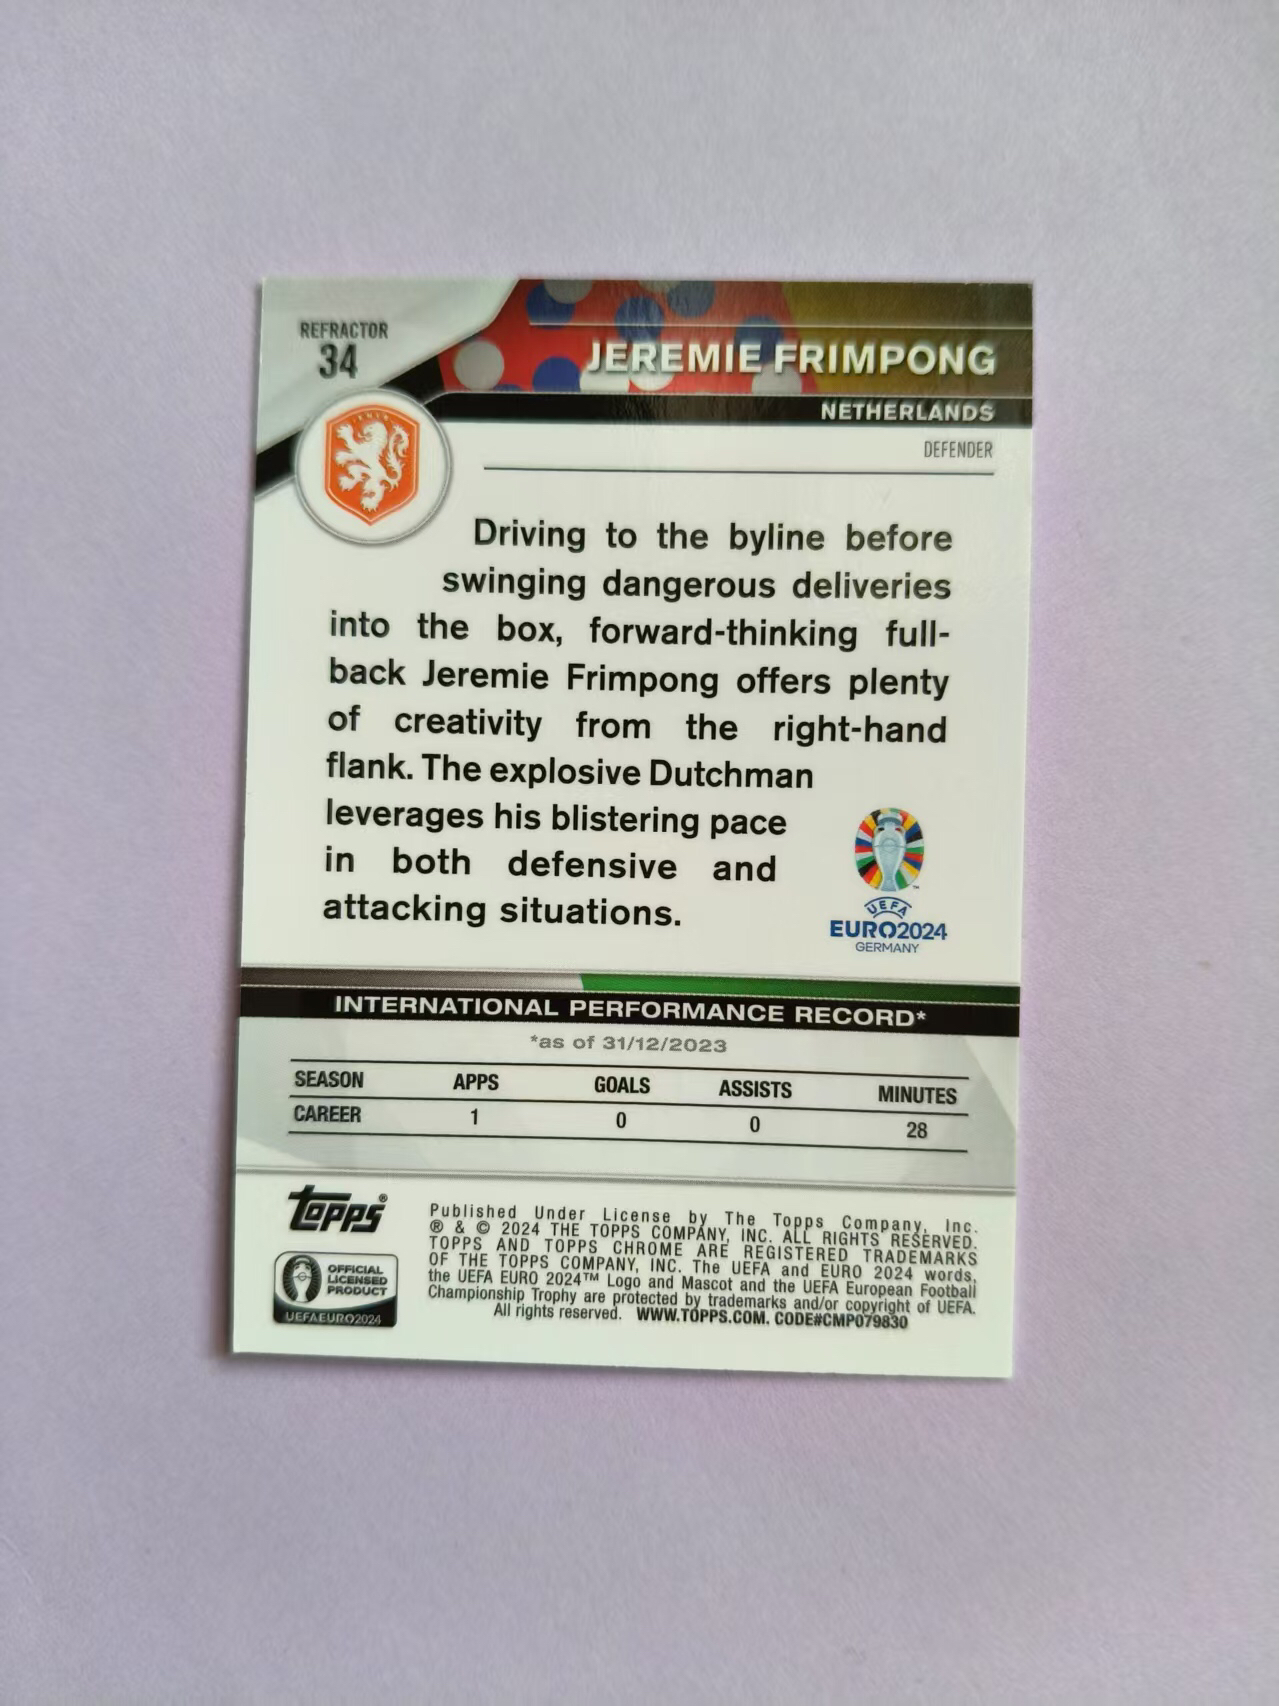 REFRACTOR
34
JEREMIE FRIMPONG
NETHERLANDS
DEFENDER
Driving to the byline before
swinging dangerous deliveries
into the box, forward-thinking full-
back Jeremie Frimpong offers plenty
of creativity from the right-hand
flank. The explosive Dutchman
leverages his blistering pace
in both defensive and
attacking situations.
™
UEFA
EURO2024
GERMANY
INTERNATIONAL PERFORMANCE RECORD*
*as of 31/12/2023
SEASON APPS GOALS ASSISTS MINUTES
CAREER 1 0 0 28
Topps®
OFFICIAL
LICENSED
PRODUCT
UEFAEURO2024
Published Under License by The Topps Company, Inc.
® & © 2024 THE TOPPS COMPANY, INC. ALL RIGHTS RESERVED.
TOPPS AND TOPPS CHROME ARE REGISTERED TRADEMARKS
OF THE TOPPS COMPANY, INC. The UEFA and EURO 2024 words,
the UEFA EURO 2024™ Logo and Mascot and the UEFA European Football
Championship Trophy are protected by trademarks and/or copyright of UEFA.
All rights reserved. WWW.TOPPS.COM. CODE#CMP079830